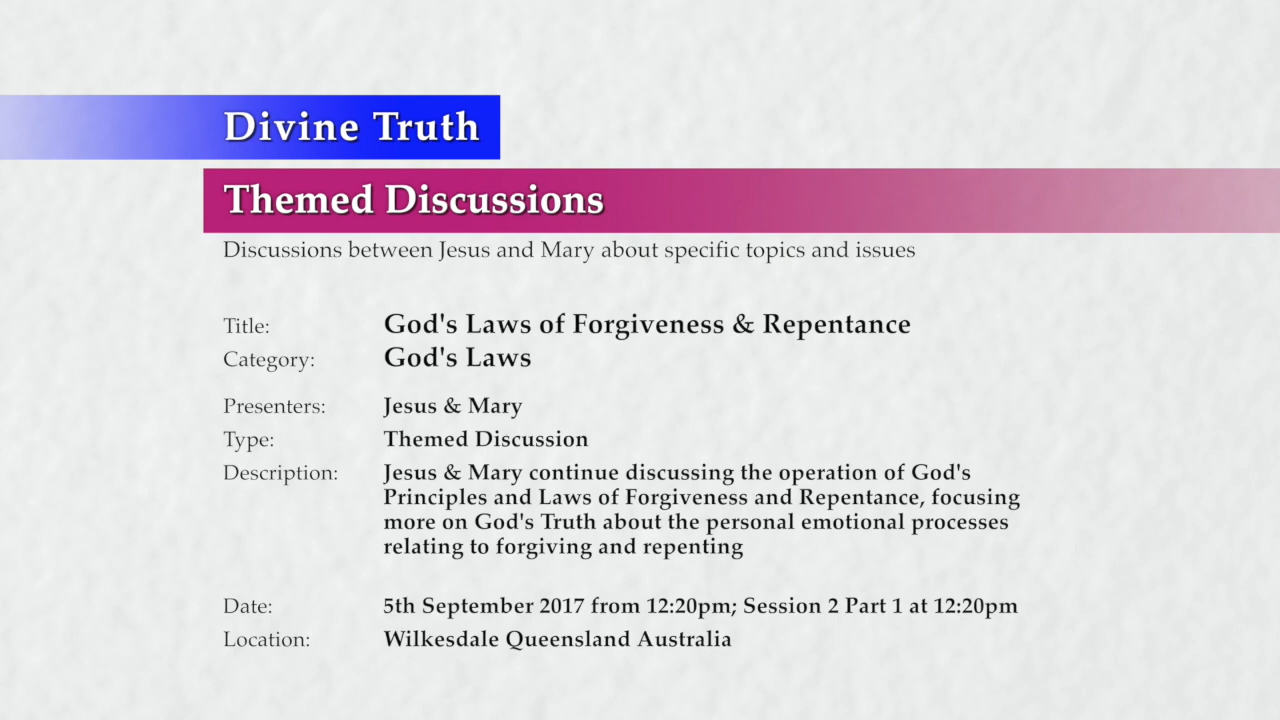 Divine Truth
Themed Discussions
Discussions between Jesus and Mary about specific topics and issues
Title: God's Laws of Forgiveness & Repentance
Category: God's Laws
Presenters: Jesus & Mary
Type: Themed Discussion
Description: Jesus & Mary continue discussing the operation of God's
Principles and Laws of Forgiveness and Repentance, focusing
more on God's Truth about the personal emotional processes
relating to forgiving and repenting
Date: 5th September 2017 from 12:20pm; Session 2 Part 1 at 12:20pm
Location: Wilkesdale Queensland Australia